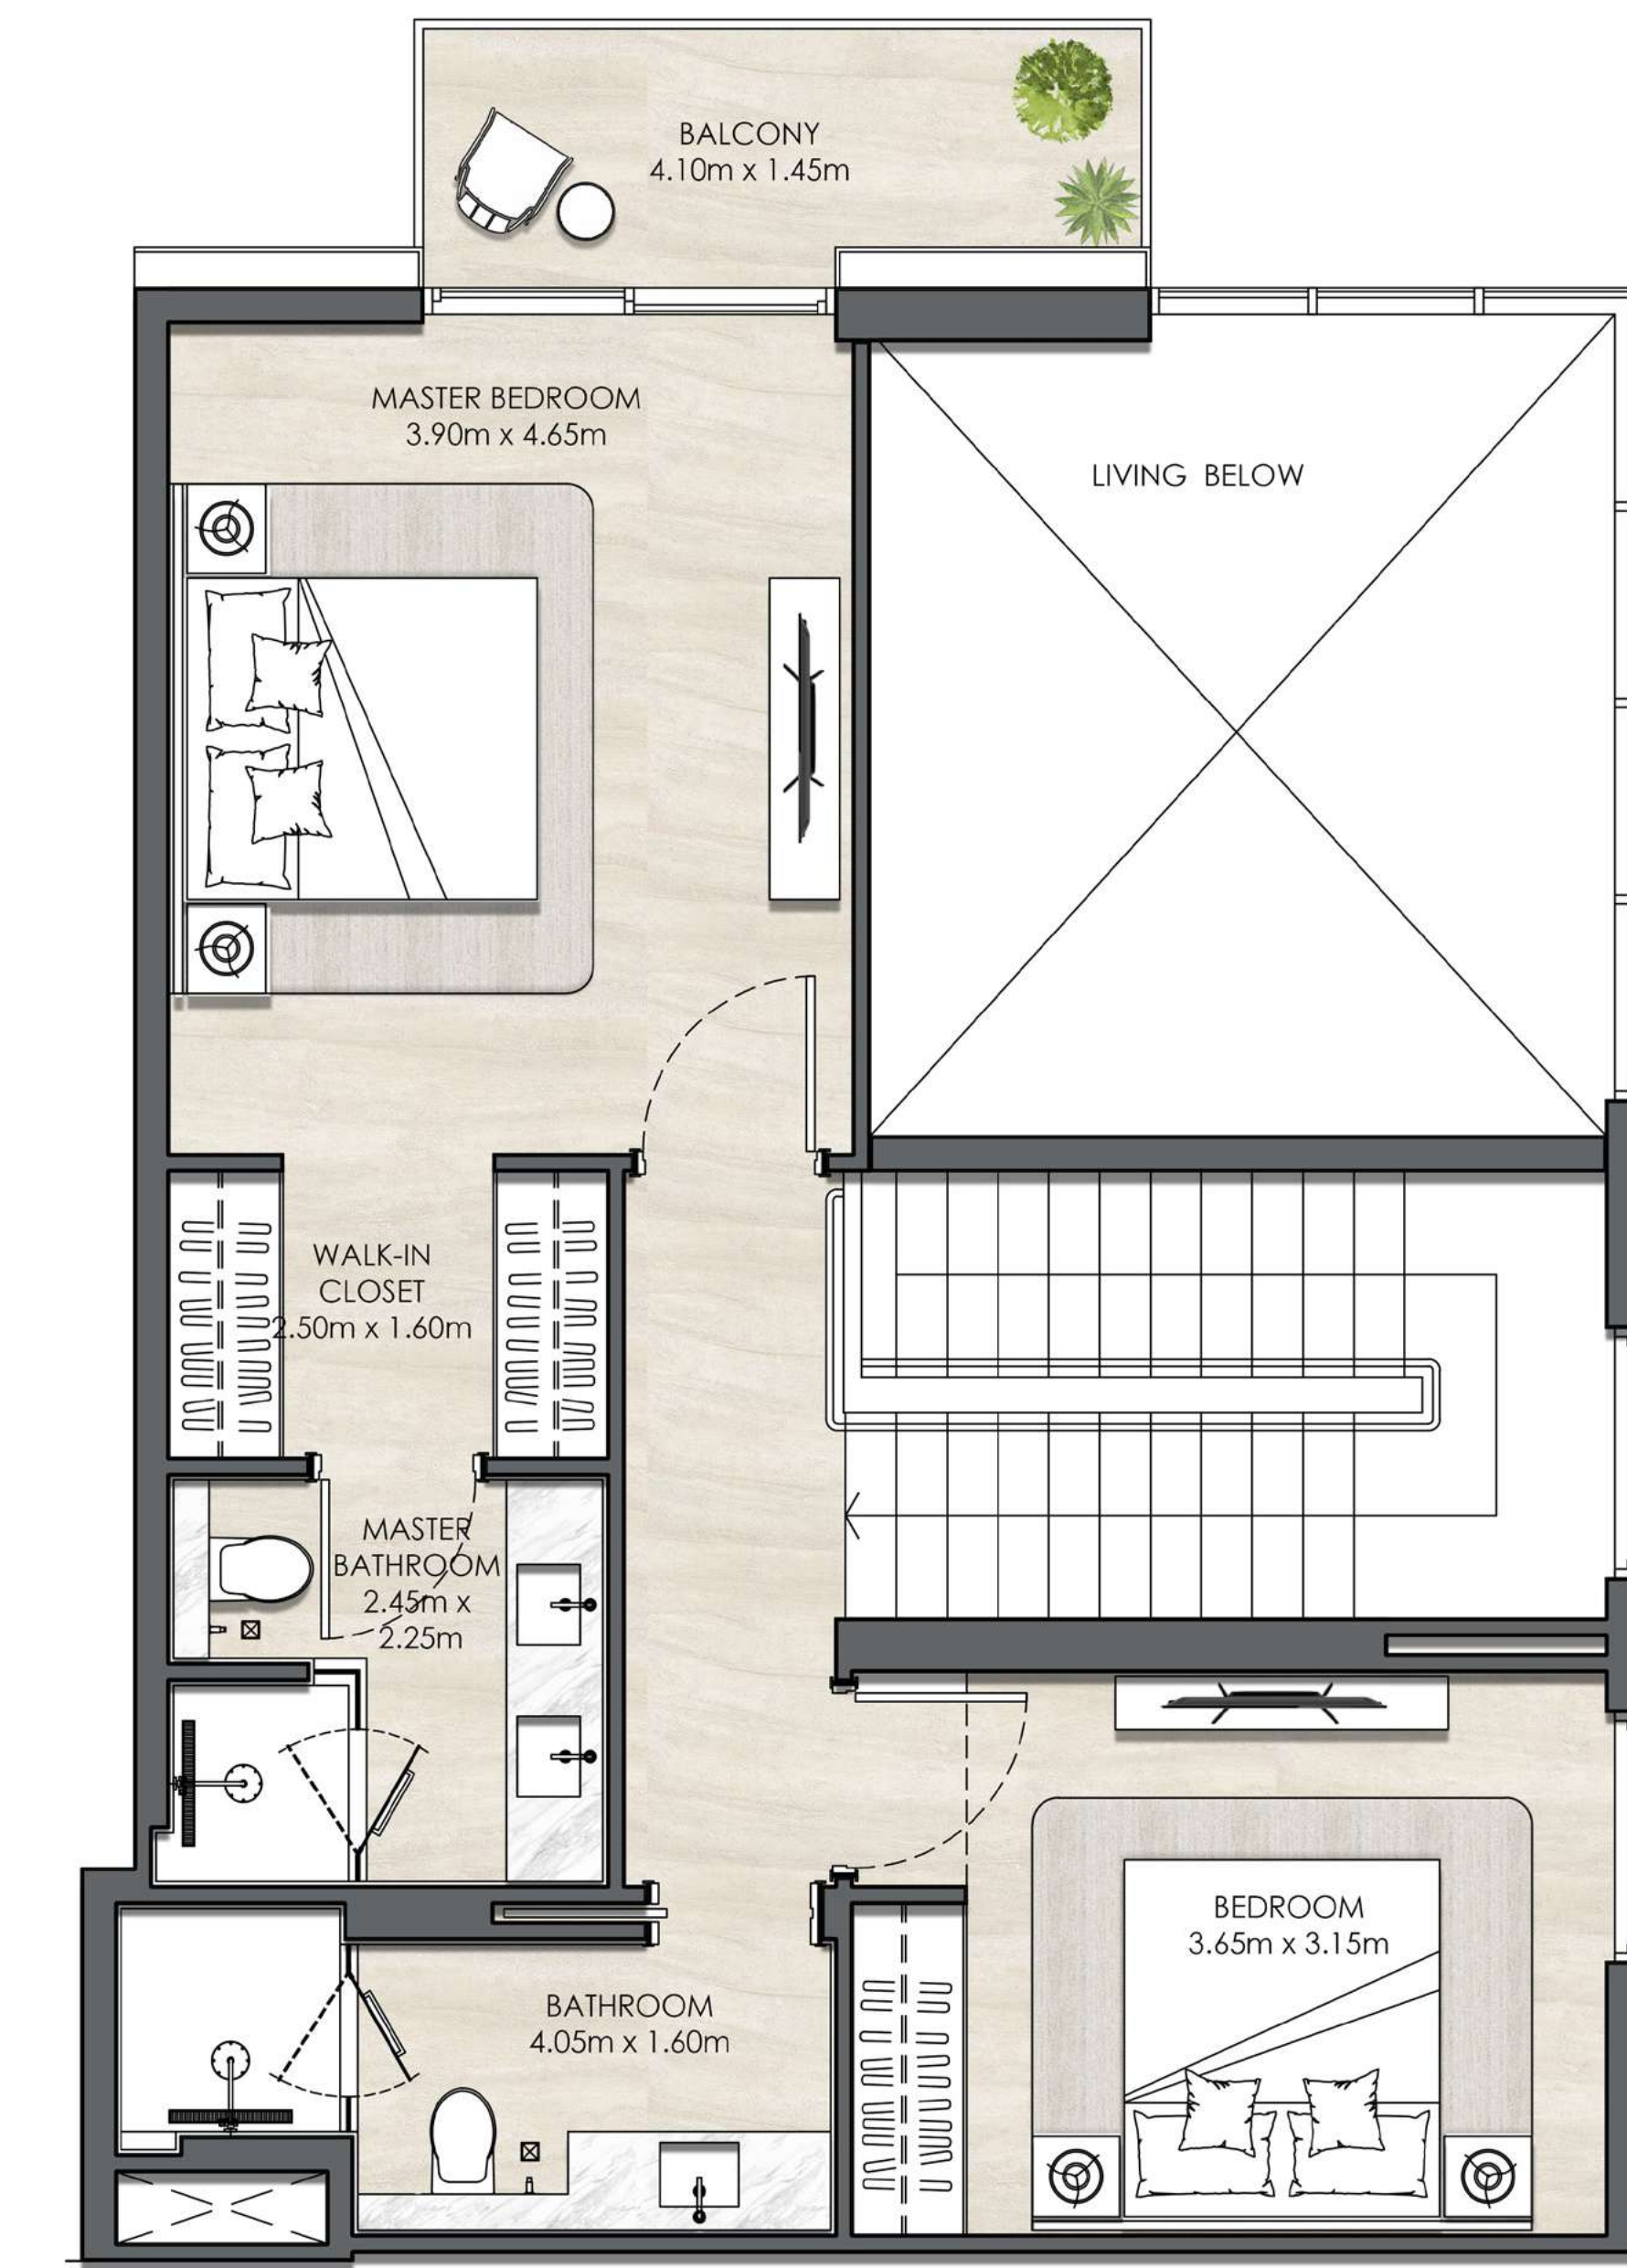 BALCONY
4.10m x 1.45m
MASTER BEDROOM
3.90m x 4.65m
LIVING BELOW
WALK-IN
CLOSET
2.50m x 1.60m
MASTER
BATHROOM
2.45m x
2.25m
BEDROOM
3.65m x 3.15m
BATHROOM
4.05m x 1.60m